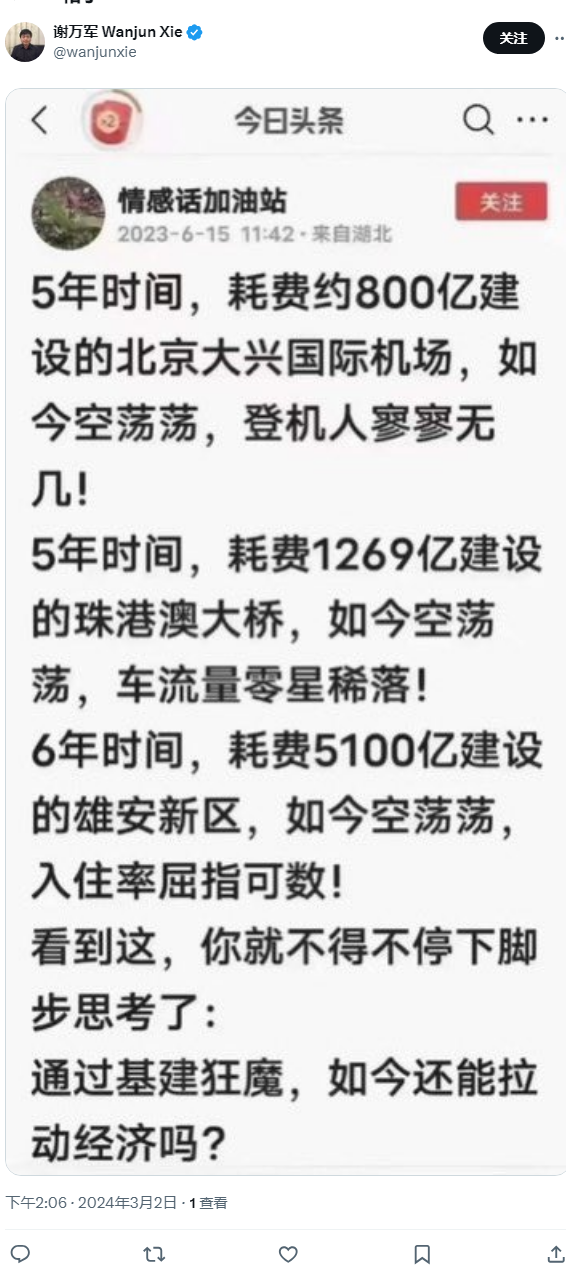 谢万军 Wanjun Xie
@wanjunxie
关注
今日头条
×2
情感话加油站
关注
2023-6-15 11:42·来自湖北
5年时间，耗费约800亿建
设的北京大兴国际机场，如
今空荡荡，登机人寥寥无
几！
5年时间，耗费1269亿建设
的珠港澳大桥，如今空荡
荡，车流量零星稀落！
6年时间，耗费5100亿建设
的雄安新区，如今空荡荡，
入住率屈指可数！
看到这，你就不得不停下脚
步思考了：
通过基建狂魔，如今还能拉
动经济吗？
下午2:06 · 2024年3月2日 · 1 查看